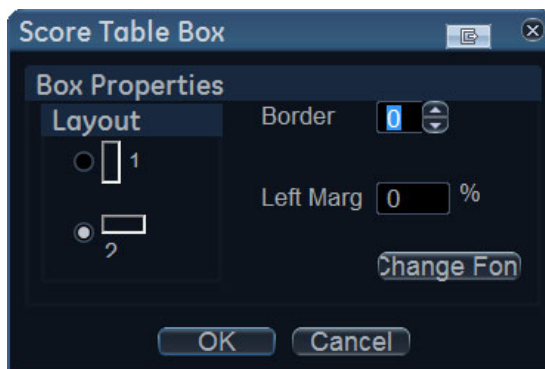 Score Table Box
Box Properties
Layout
1
2
Border 0
Left Marg 0 %
Change Fon
OK Cancel